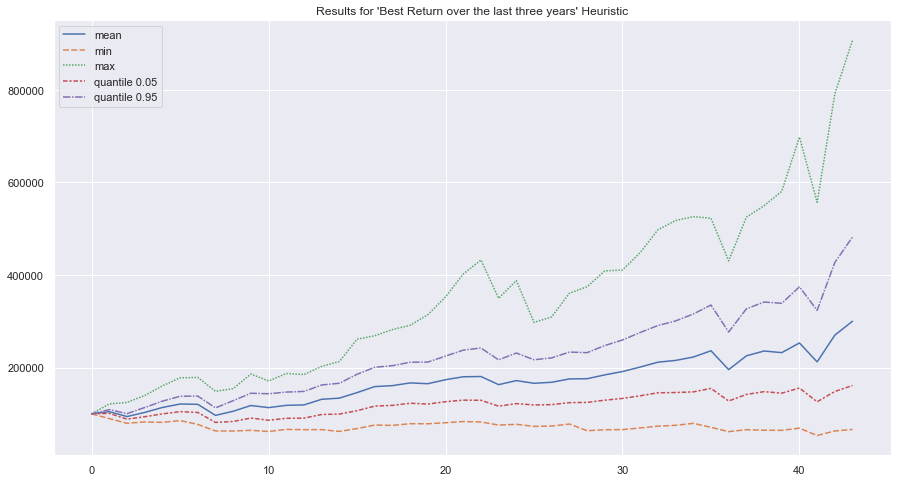 Results for 'Best Return over the last three years' Heuristic
mean
min
max
quantile 0.05
quantile 0.95
800000
600000
400000
200000
0
10
20
30
40